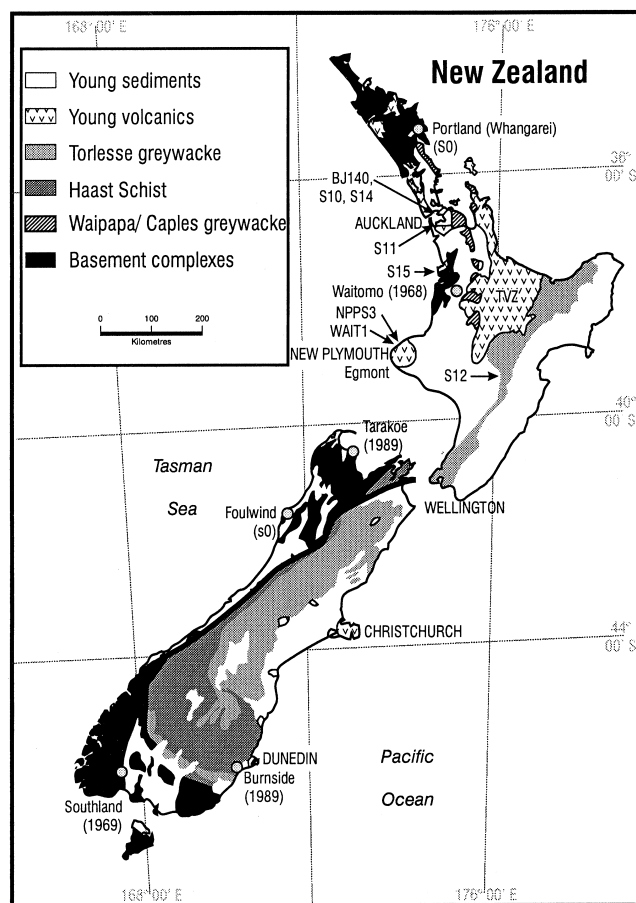 168° 00' E
176° 00' E
New Zealand
Young sediments
Young volcanics
Torlesse greywacke
Haast Schist
Waipapa/ Caples greywacke
Basement complexes
0 100 200
Kilometres
Portland (Whangarei)
(S0)
36°
00' S
BJ140,
S10, S14
AUCKLAND
S11
S15
Waitomo (1968)
TVZ
NPPS3
WAIT1
NEW PLYMOUTH
Egmont
S12
40°
00' S
Tarakoe
(1989)
Tasman
Sea
Foulwind
(s0)
WELLINGTON
CHRISTCHURCH
44°
00' S
DUNEDIN
Burnside
(1989)
Pacific
Ocean
Southland
(1969)
168° 00' E
176° 00' E